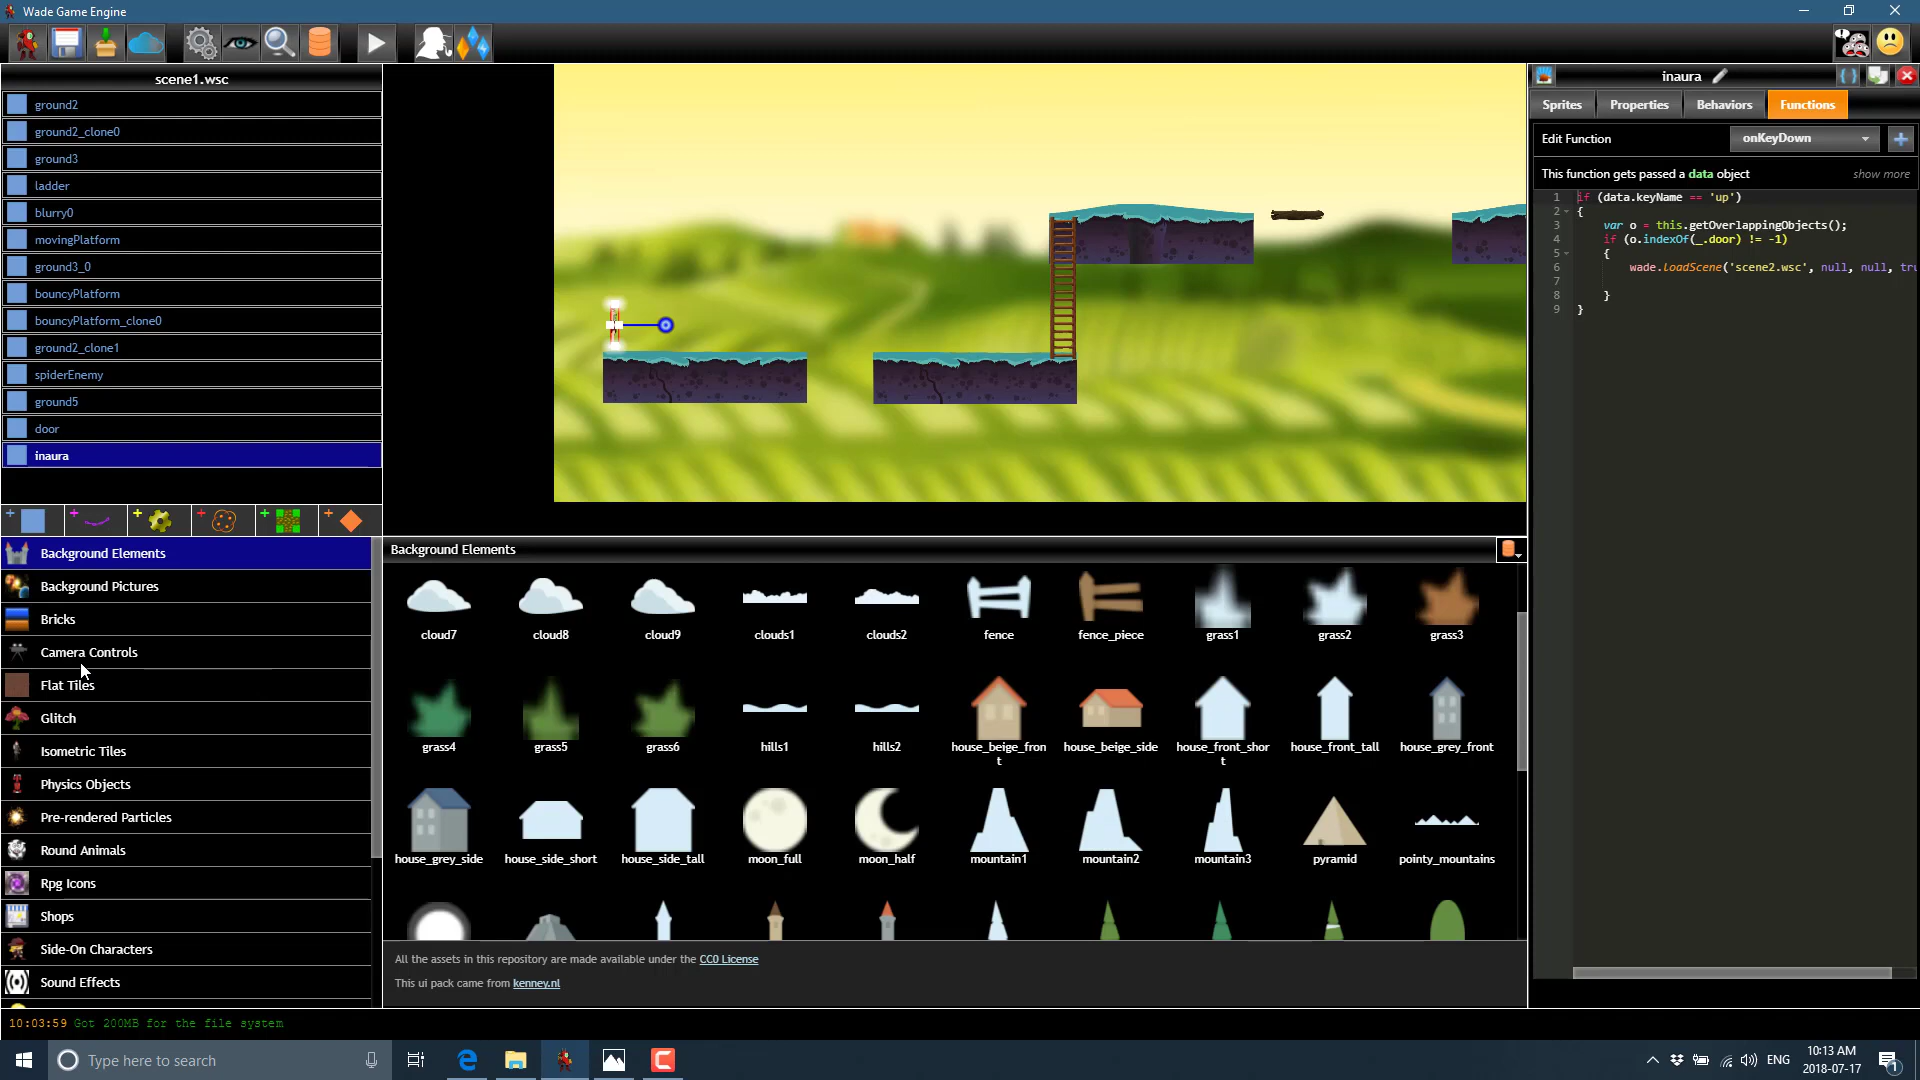 Wade Game Engine
scene1.wsc
ground2
ground2_clone0
ground3
ladder
blurry0
movingPlatform
ground3_0
bouncyPlatform
bouncyPlatform_clone0
ground2_clone1
spiderEnemy
ground5
door
inaura
Background Elements
Background Pictures
Bricks
Camera Controls
Flat Tiles
Glitch
Isometric Tiles
Physics Objects
Pre-rendered Particles
Round Animals
Rpg Icons
Shops
Side-On Characters
Sound Effects
Background Elements
cloud7 cloud8 cloud9 clouds1 clouds2 fence fence_piece grass1 grass2 grass3
grass4 grass5 grass6 hills1 hills2 house_beige_fron house_beige_side house_front_shor house_front_tall house_grey_front
t t
house_grey_side house_side_short house_side_tall moon_full moon_half mountain1 mountain2 mountain3 pyramid pointy_mountains
All the assets in this repository are made available under the CC0 License
This ui pack came from kenney.nl
inaura
Sprites Properties Behaviors Functions
Edit Function onKeyDown
This function gets passed a data object show more
1 if (data.keyName == 'up')
2 {
3 var o = this.getOverlappingObjects();
4 if (o.indexOf(_.door) != -1)
5 {
6 wade.loadScene('scene2.wsc', null, null, tru
7
8 }
9 }
10:03:59 Got 200MB for the file system
Type here to search
ENG
10:13 AM
2018-07-17
1